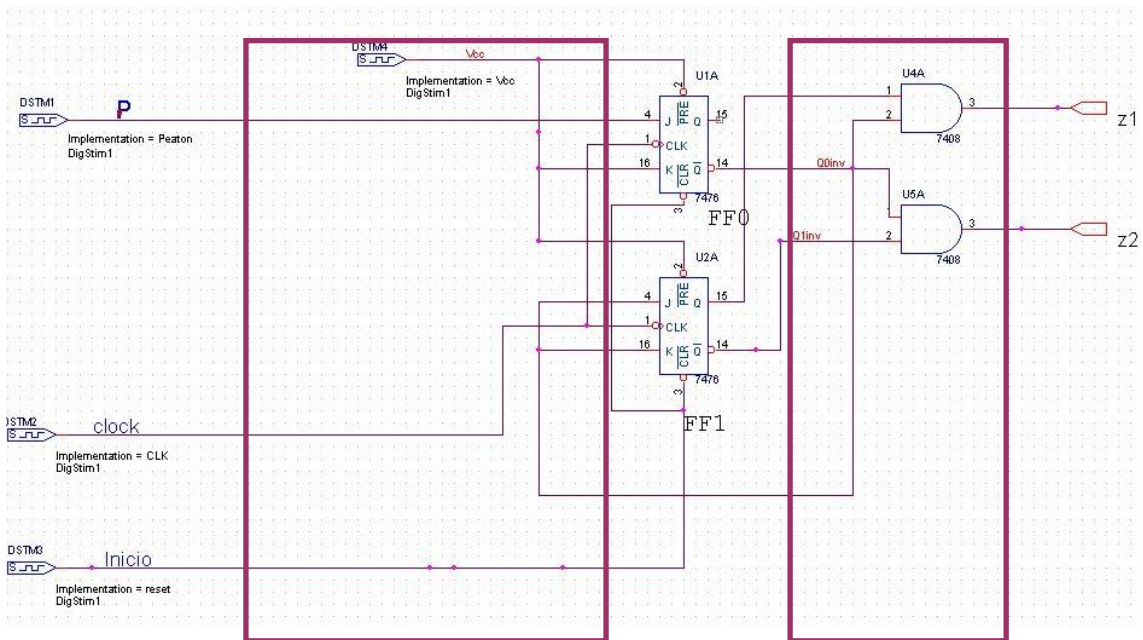 DSTM4
S
Vcc
Implementation = Vcc
DigStim1
DSTM1
S
P
Implementation = Peaton
DigStim1
U1A
2
4
J
PRE
Q
15
1
CLK
16
K
CLR
Q
14
3
7476
FF0
U4A
1
2
3
7408
z1
Q0inv
U5A
1
2
3
7408
z2
Q1inv
U2A
2
4
J
PRE
Q
15
1
CLK
16
K
CLR
Q
14
3
7476
FF1
DSTM2
S
clock
Implementation = CLK
DigStim1
DSTM3
S
Inicio
Implementation = reset
DigStim1